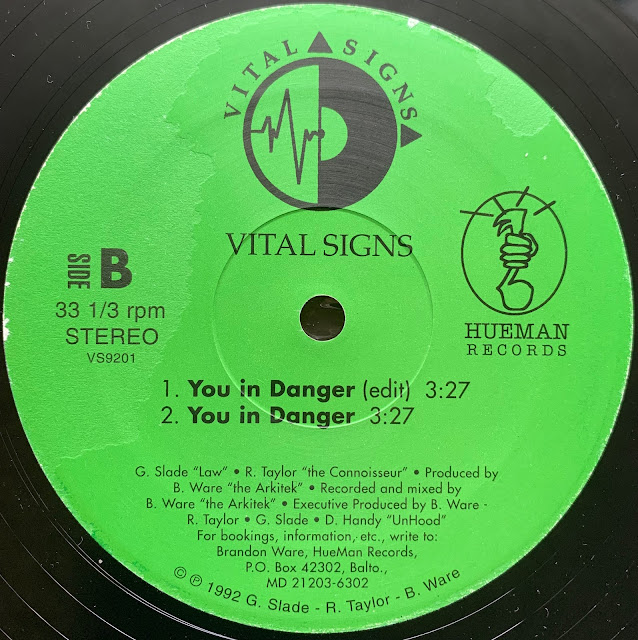 VITAL SIGNS
VITAL SIGNS
HUEMAN
RECORDS
SIDE B
33 1/3 rpm
STEREO
VS9201
1. You in Danger (edit) 3:27
2. You in Danger 3:27
G. Slade “Law” • R. Taylor “the Connoisseur” • Produced by
B. Ware “the Arkitek” • Recorded and mixed by
B. Ware “the Arkitek” • Executive Produced by B. Ware -
R. Taylor • G. Slade • D. Handy “UnHood”
For bookings, information, etc., write to:
Brandon Ware, HueMan Records,
P.O. Box 42302, Balto.,
MD 21203-6302
© ℗ 1992 G. Slade - R. Taylor - B. Ware